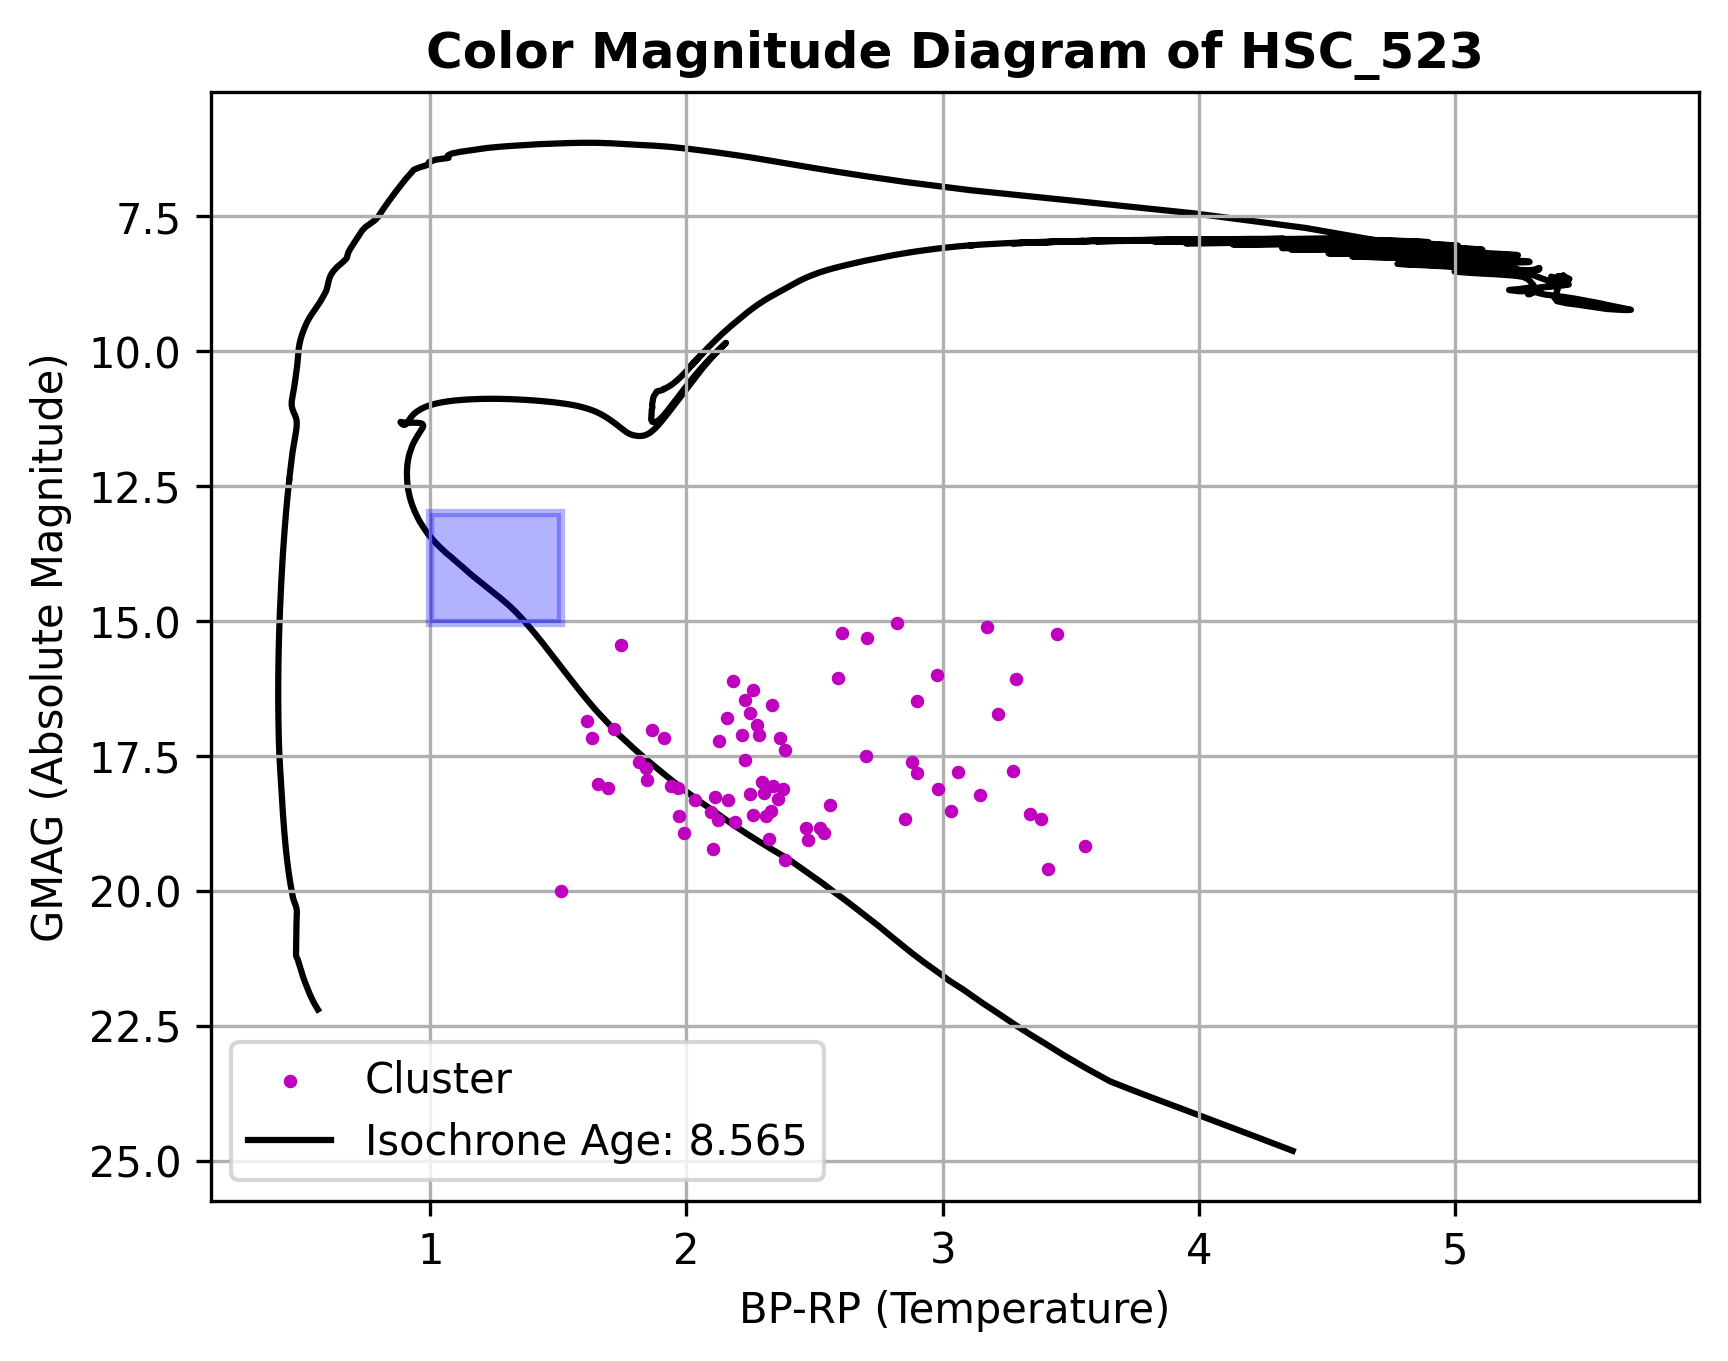 Color Magnitude Diagram of HSC_523
GMAG (Absolute Magnitude)
7.5
10.0
12.5
15.0
17.5
20.0
22.5
25.0
Cluster
Isochrone Age: 8.565
1 2 3 4 5
BP-RP (Temperature)